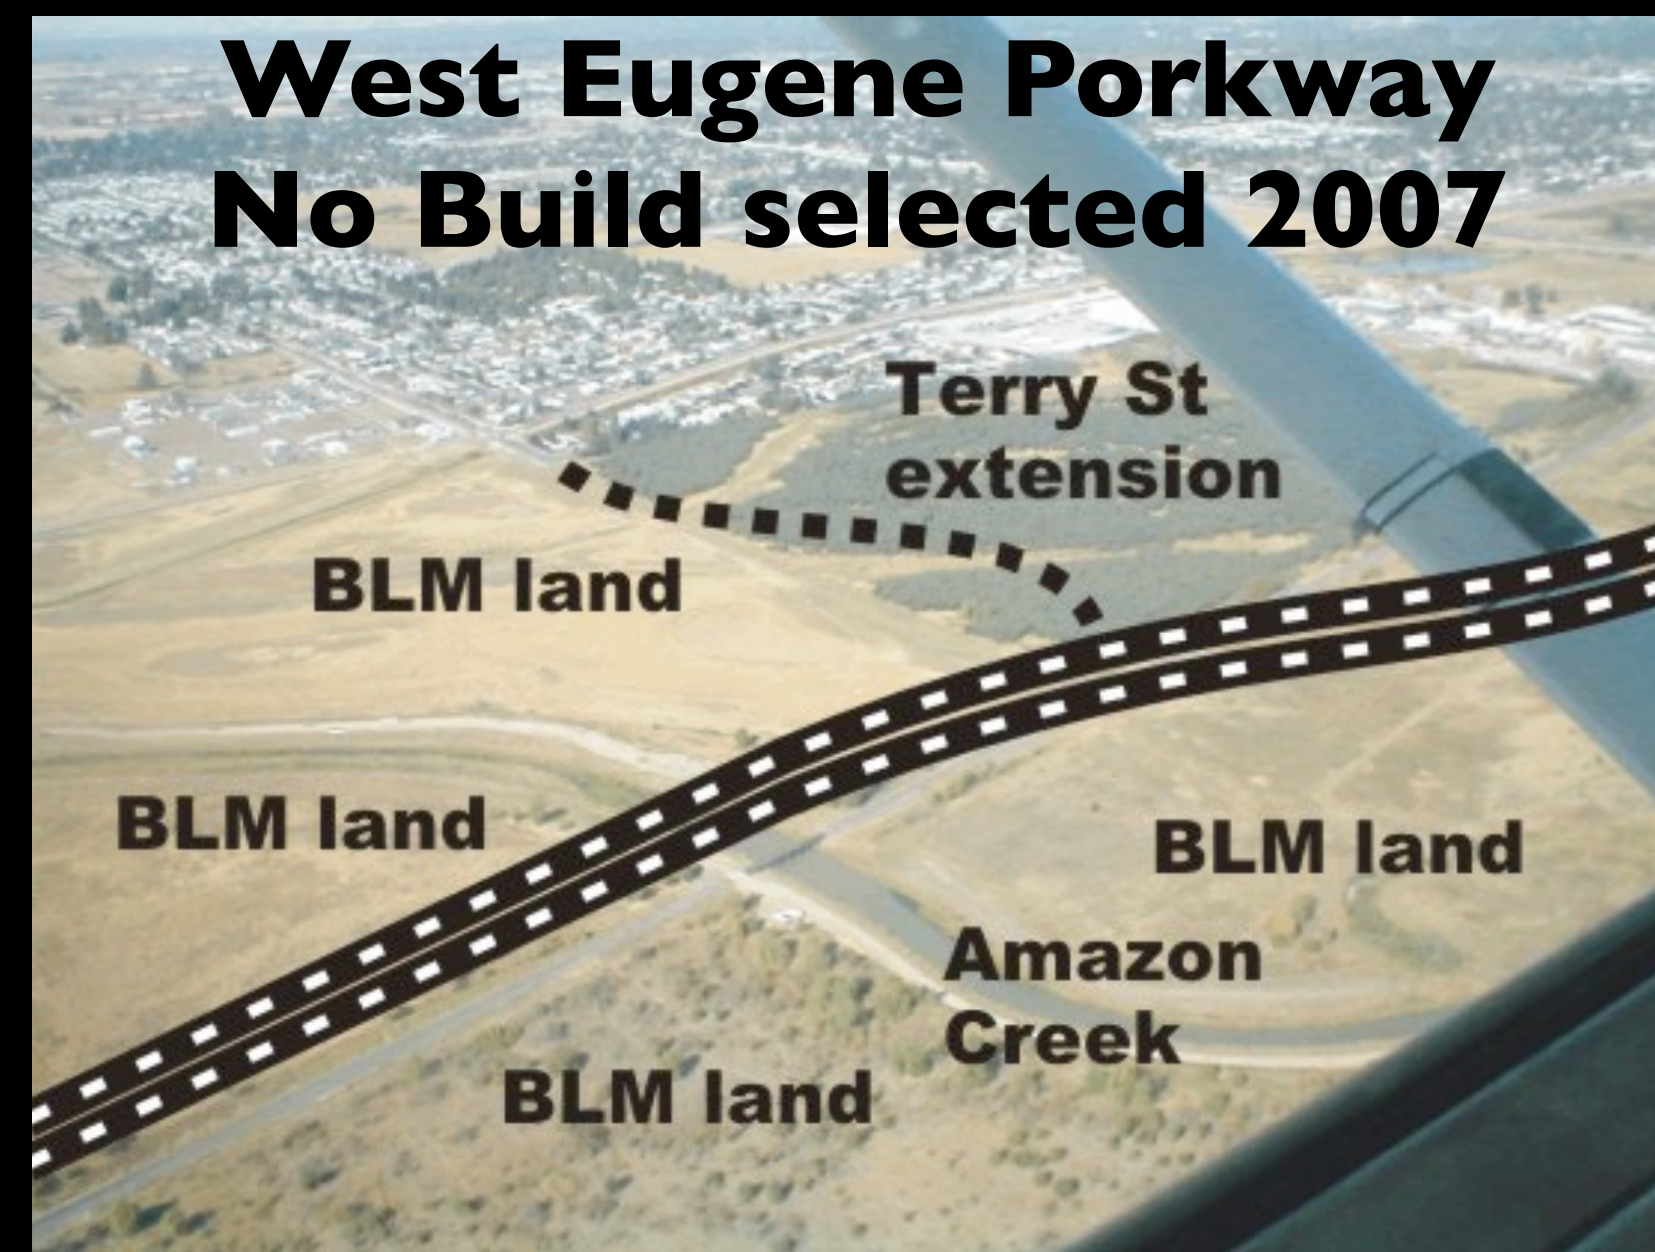 West Eugene Porkway
No Build selected 2007
Terry St
extension
BLM land
BLM land
BLM land
Amazon
Creek
BLM land